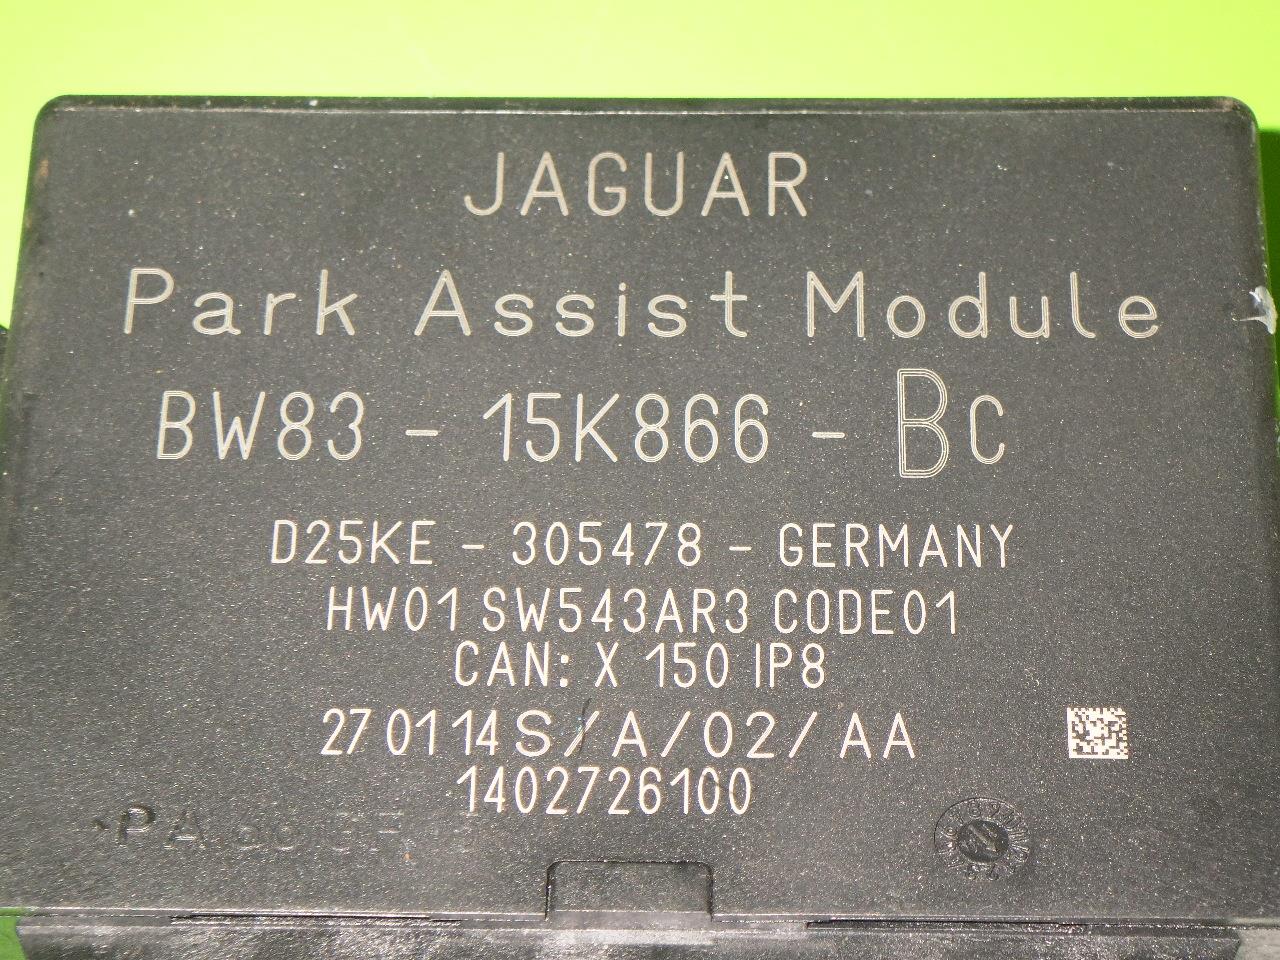 JAGUAR
Park Assist Module
BW83 - 15K866 - BC
D25KE - 305478 - GERMANY
HW01 SW543AR3 CODE01
CAN: X 150 IP8
270114S/A/02/AA
1402726100